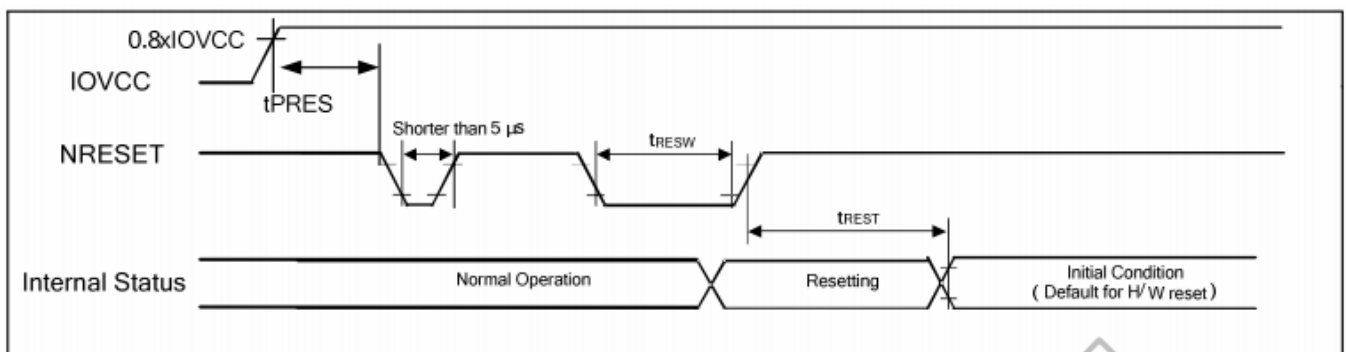 0.8xIOVCC
IOVCC
tPRES
Shorter than 5 µs
NRESET
tRESW
tREST
Internal Status
Normal Operation
Resetting
Initial Condition
( Default for H/W reset )